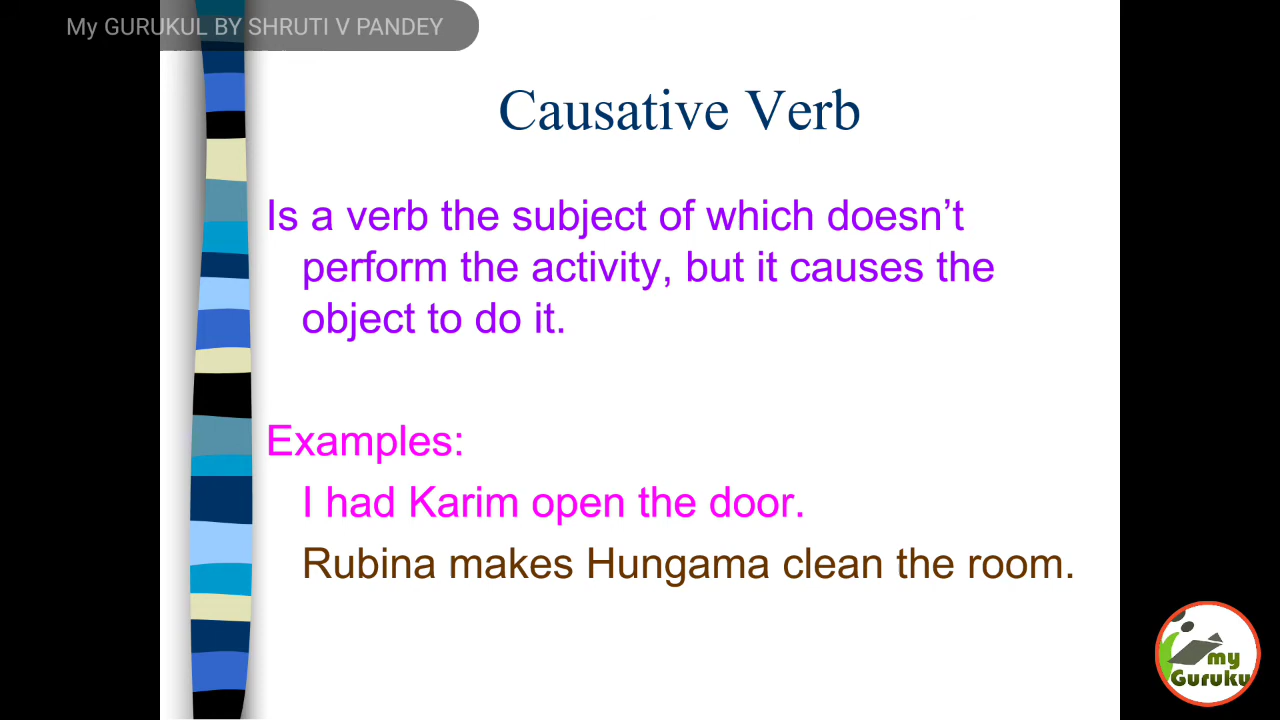 My GURUKUL BY SHRUTI V PANDEY
Causative Verb
Is a verb the subject of which doesn’t
perform the activity, but it causes the
object to do it.
Examples:
I had Karim open the door.
Rubina makes Hungama clean the room.
my
Guruku